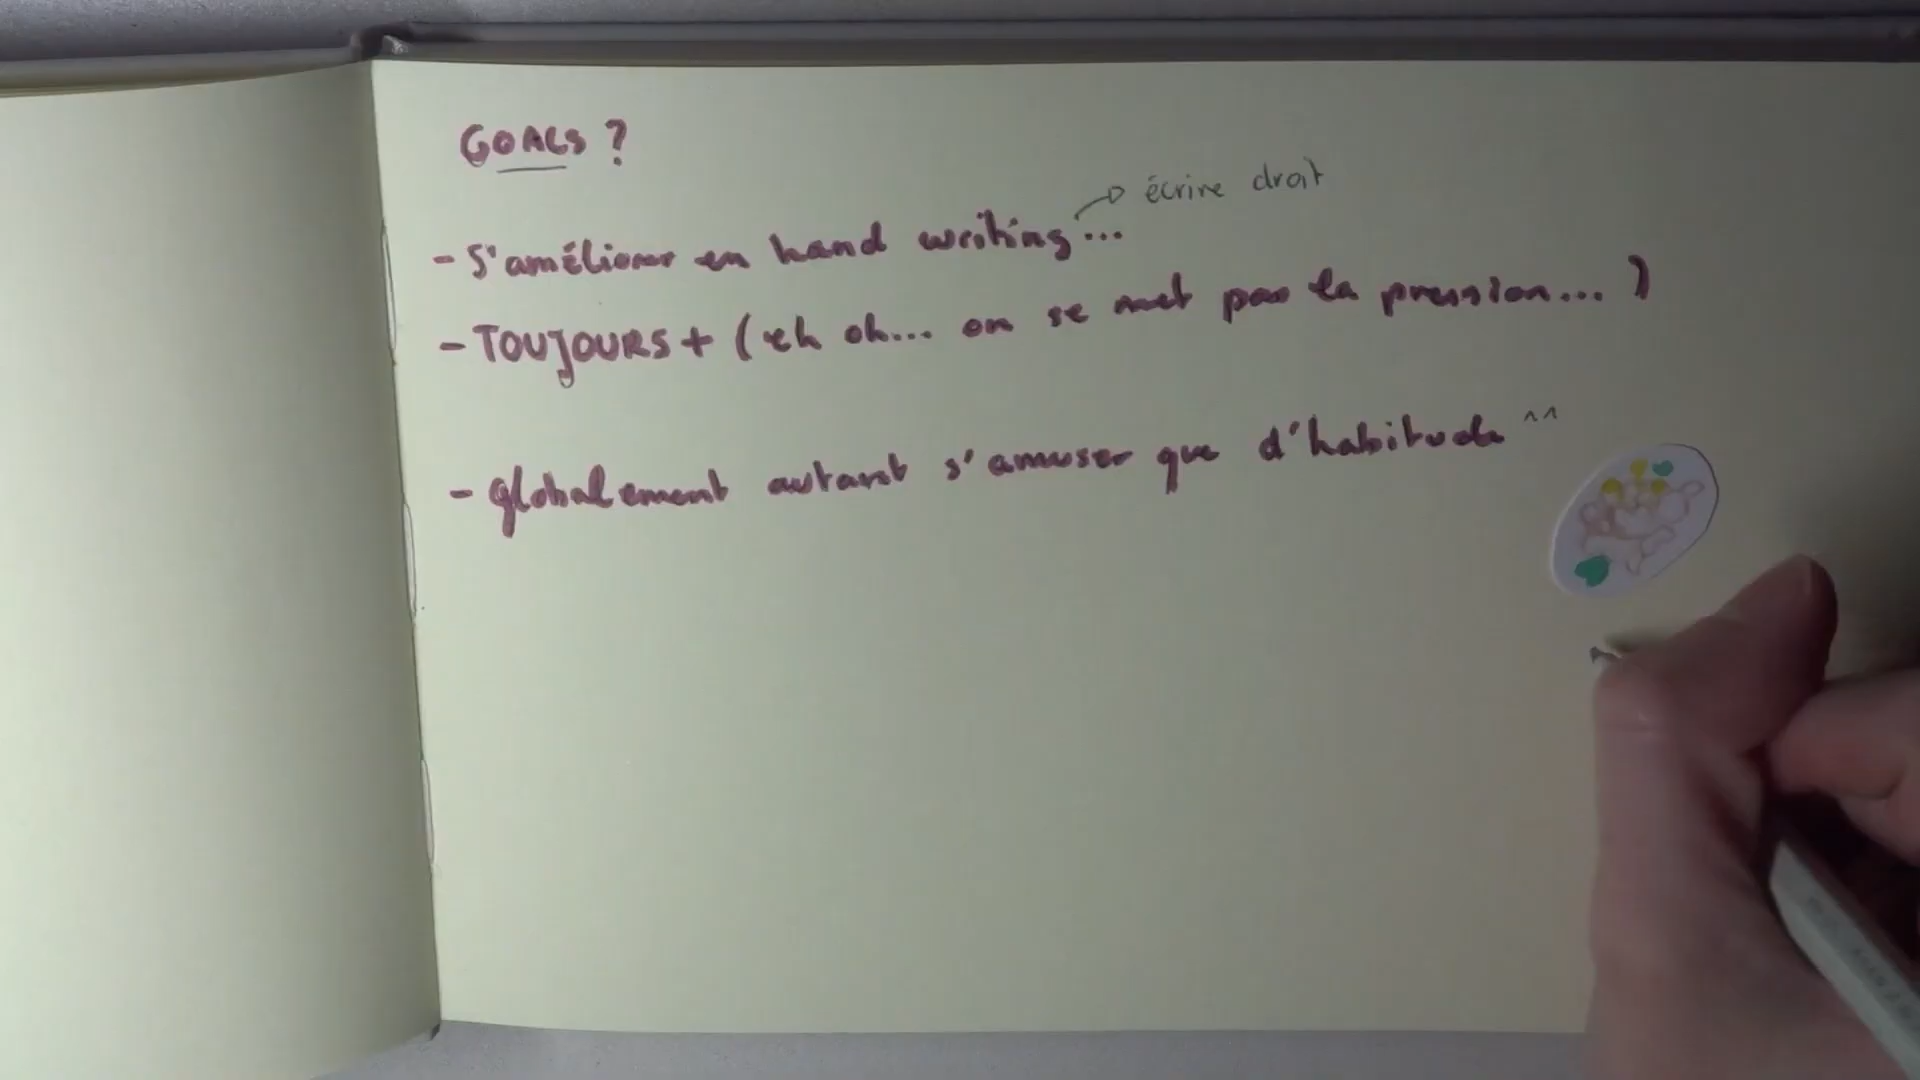 GOALS ?
écrire droit
- S'améliorer en hand writing...
- TOUJOURS + (eh oh... on se met pas la pression... )
- globalement autant s'amuser que d'habitude ^^